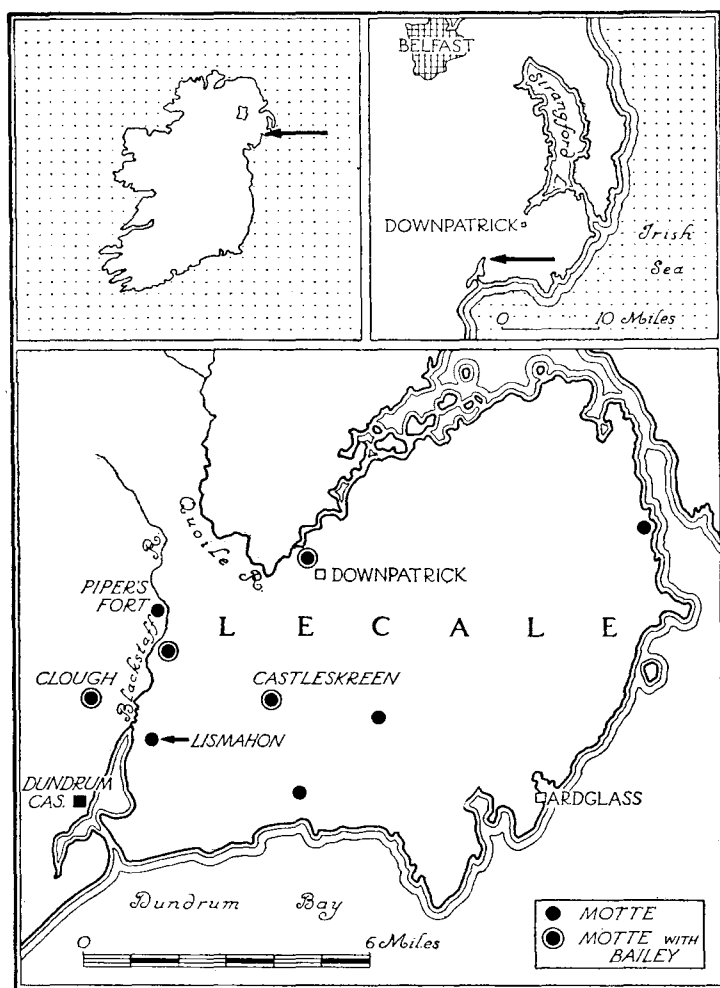 BELFAST
Strangford
L.
DOWNPATRICK
Irish
Sea
0 10 Miles
Quoile R.
DOWNPATRICK
PIPER'S
FORT
Blackstaff R.
LECALE
CLOUGH
CASTLESKREEN
LISMAHON
DUNDRUM
CAS.
ARDGLASS
Dundrum Bay
0 6 Miles
MOTTE
MOTTE WITH
BAILEY